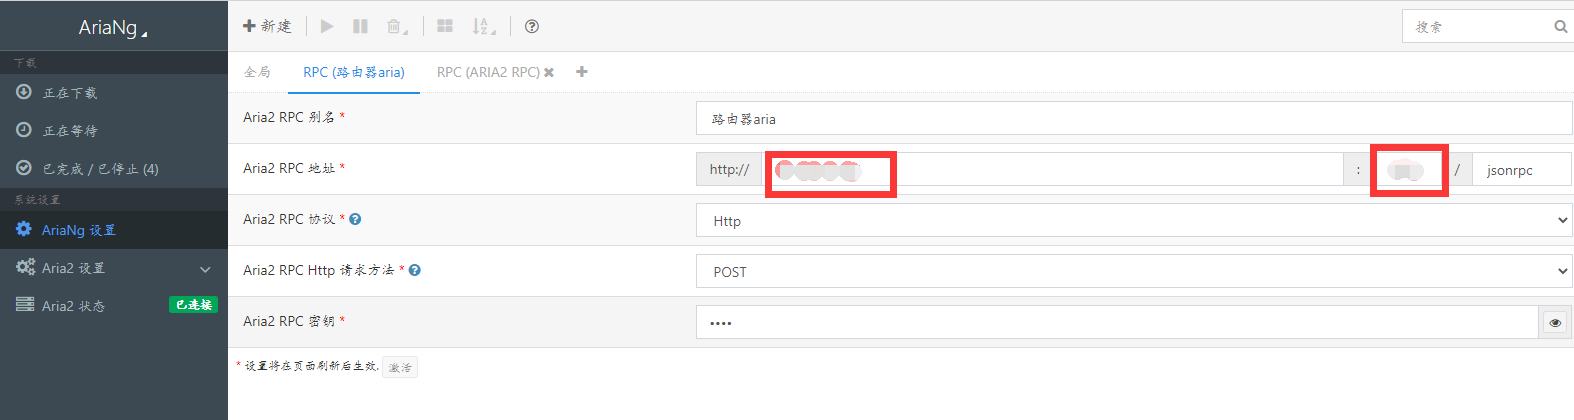 AriaNg
下载
正在下载
正在等待
已完成 / 已停止 (4)
系统设置
AriaNg 设置
Aria2 设置
Aria2 状态 已连接
新建
搜索
全局 RPC (路由器aria) RPC (ARIA2 RPC)
Aria2 RPC 别名 * 路由器aria
Aria2 RPC 地址 * http:// : / jsonrpc
Aria2 RPC 协议 * Http
Aria2 RPC Http 请求方法 * POST
Aria2 RPC 密钥 * ••••
* 设置将在页面刷新后生效. 激活